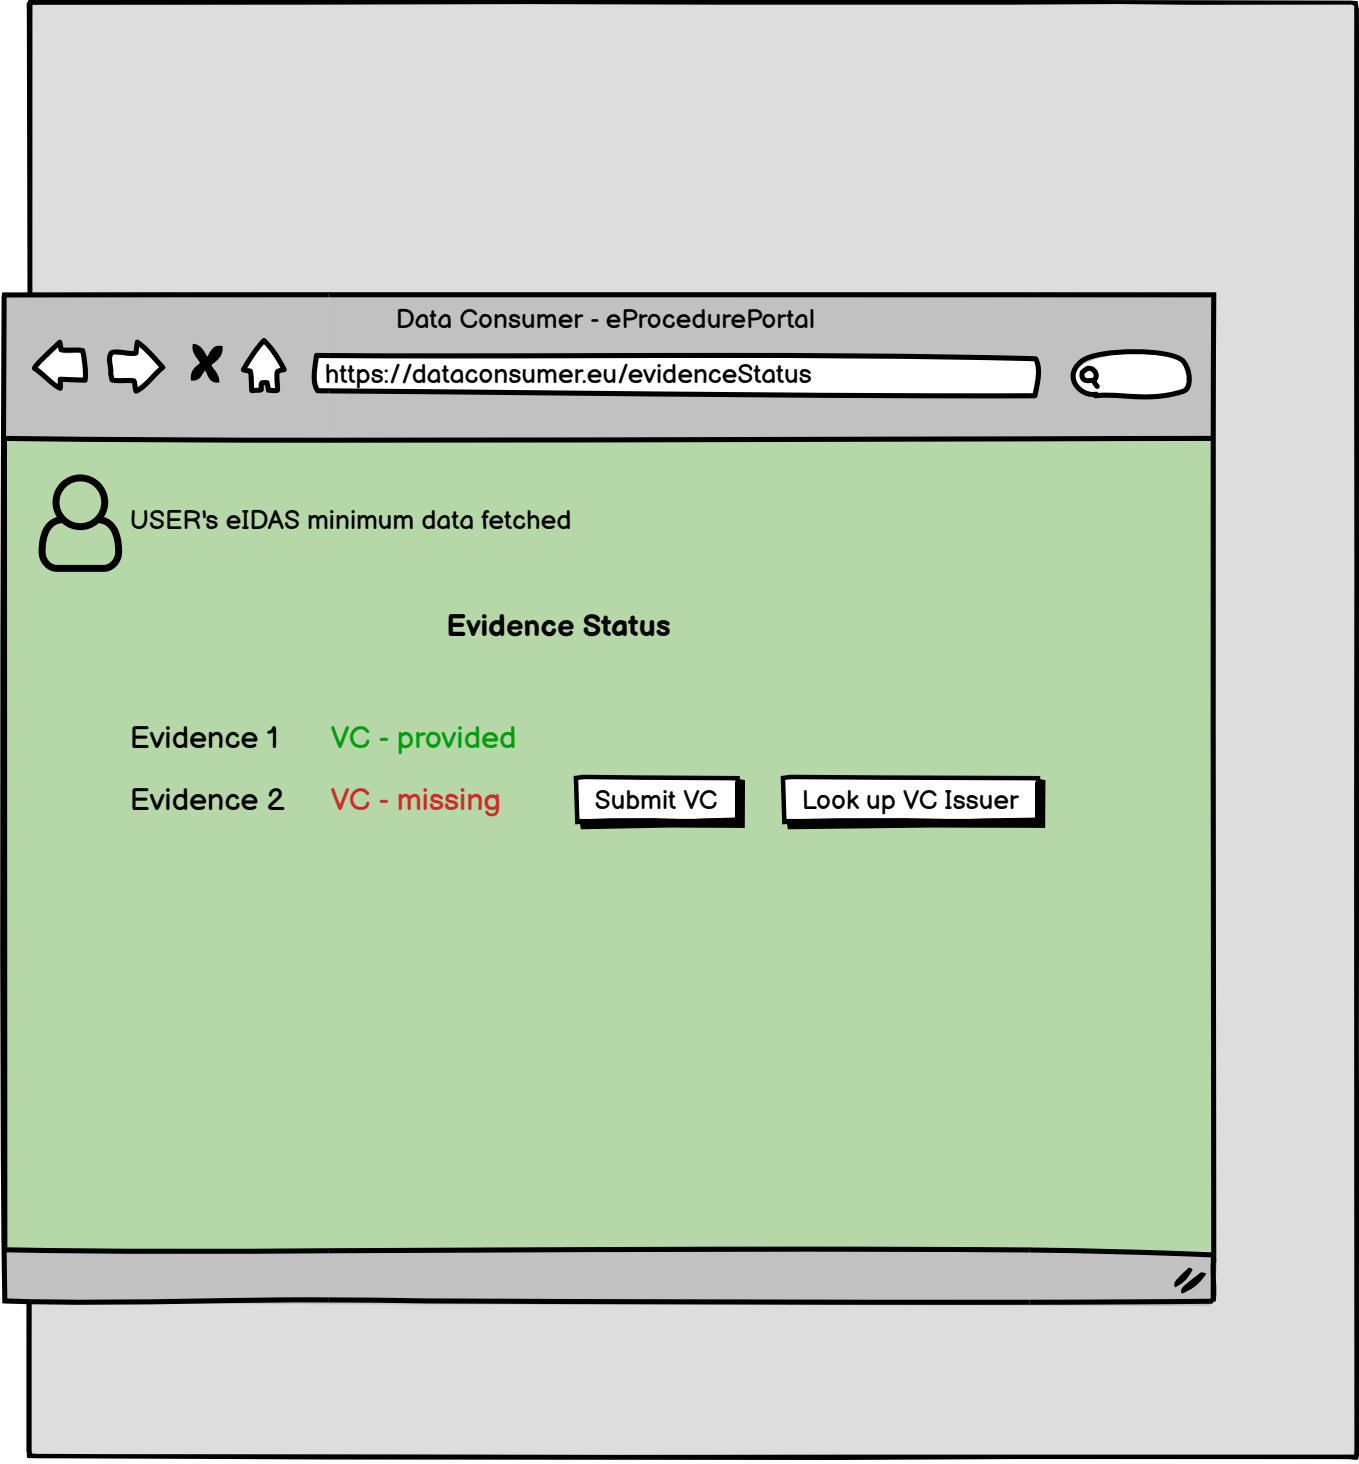 Data Consumer - eProcedurePortal
https://dataconsumer.eu/evidenceStatus
USER's eIDAS minimum data fetched
Evidence Status
Evidence 1 VC - provided
Evidence 2 VC - missing Submit VC Look up VC Issuer